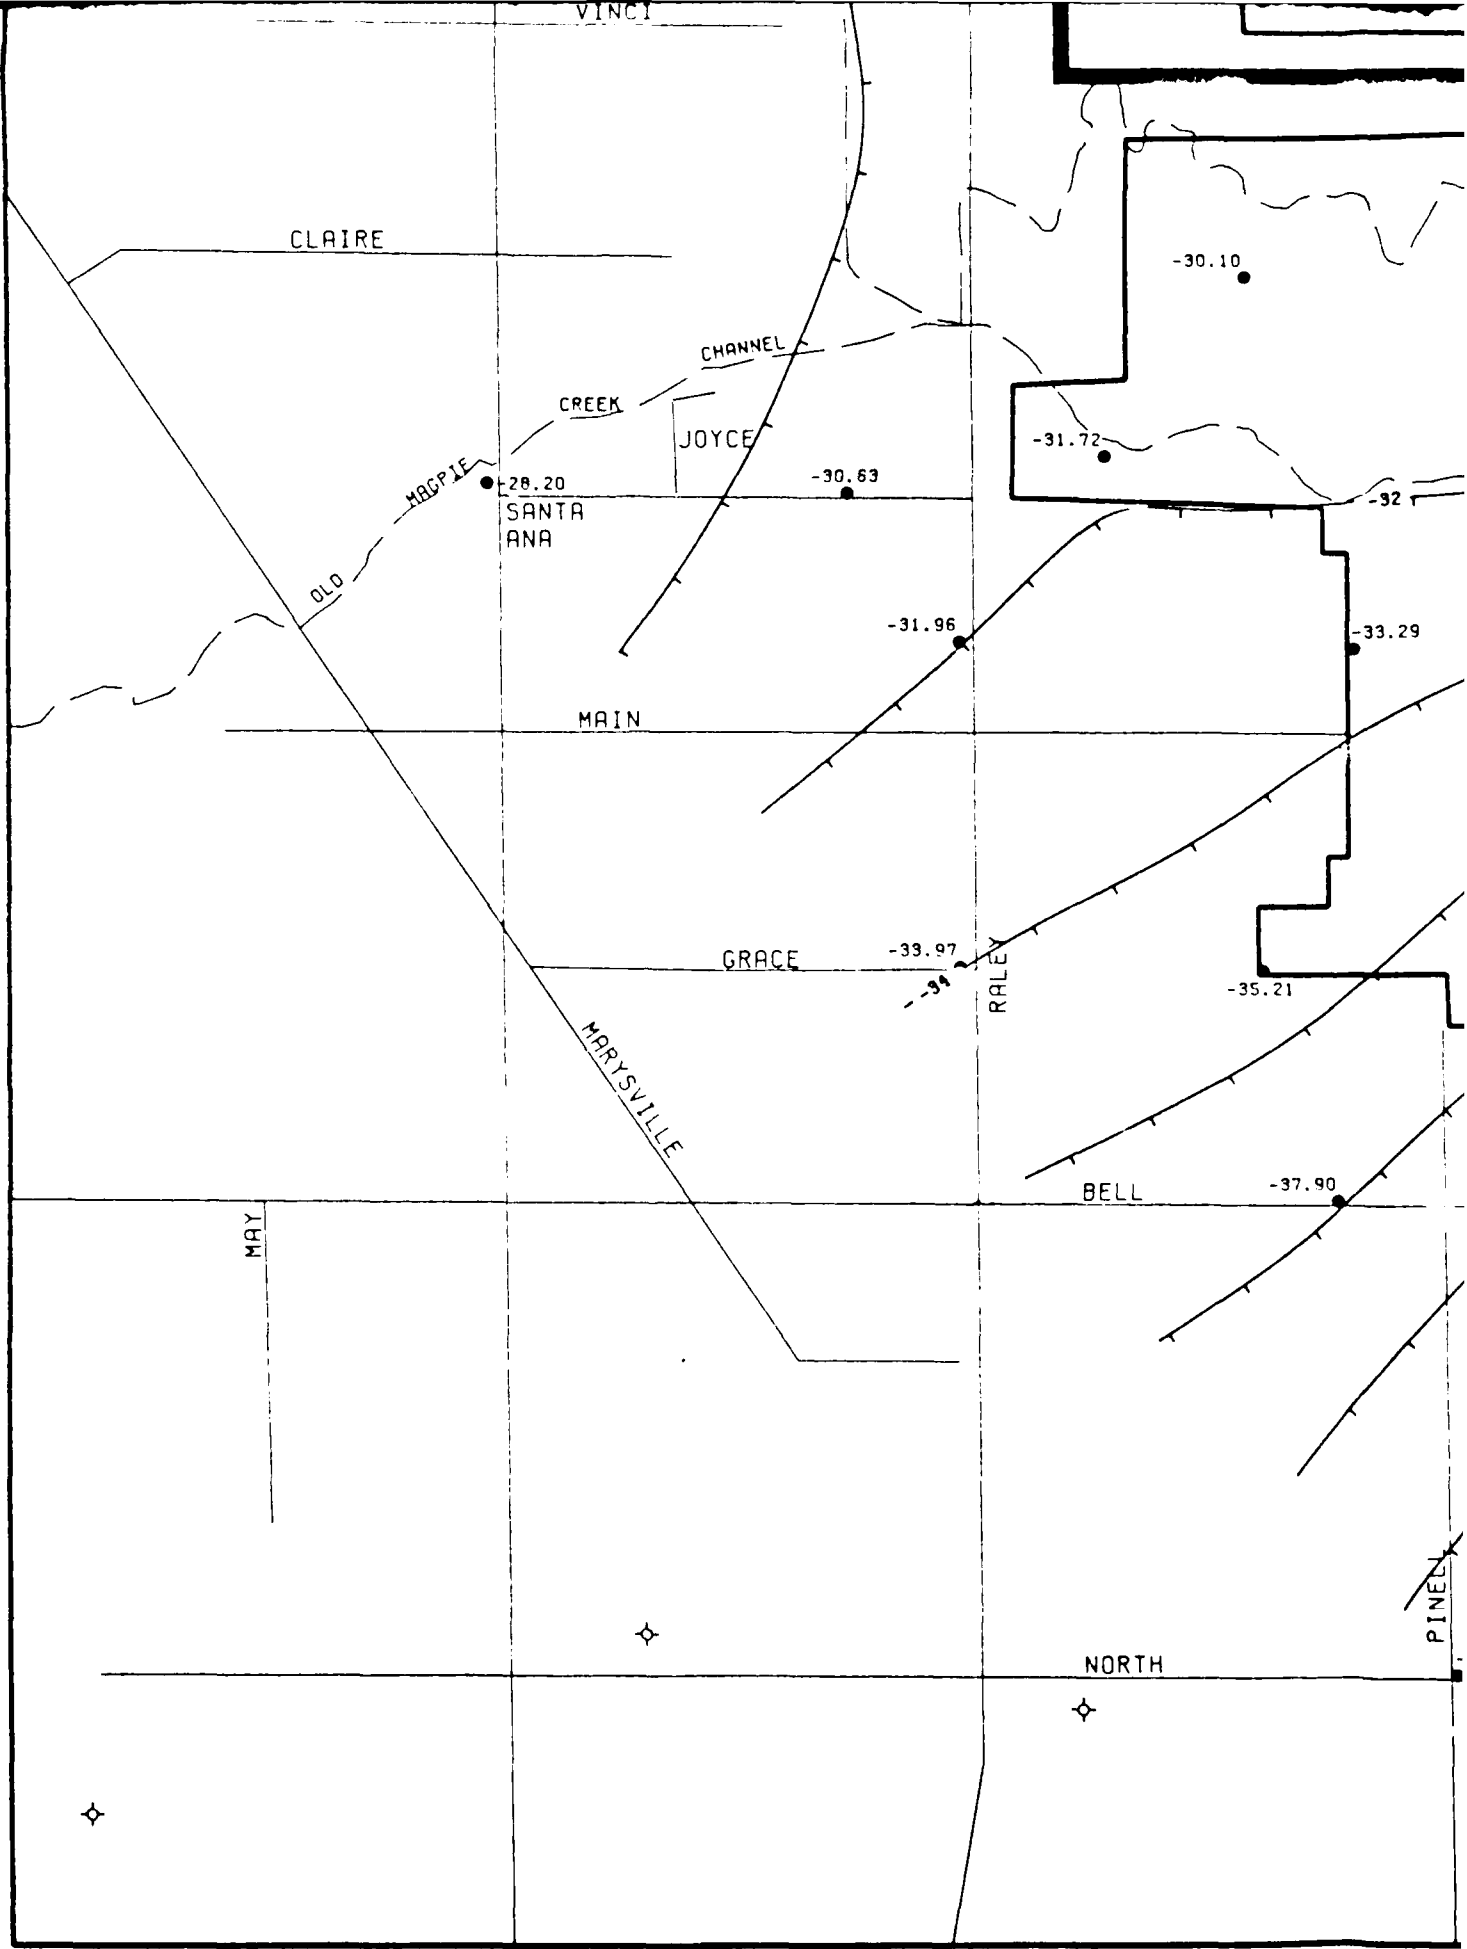 VINCI
CLAIRE
-30.10
CHANNEL
CREEK
JOYCE
-31.72
MAGPIE
-28.20
-30.63
SANTA
ANA
-32
OLD
-31.96
-33.29
MAIN
GRACE
-33.97
-34
RALEY
-35.21
MARYSVILLE
MAY
BELL
-37.90
PINELL
NORTH